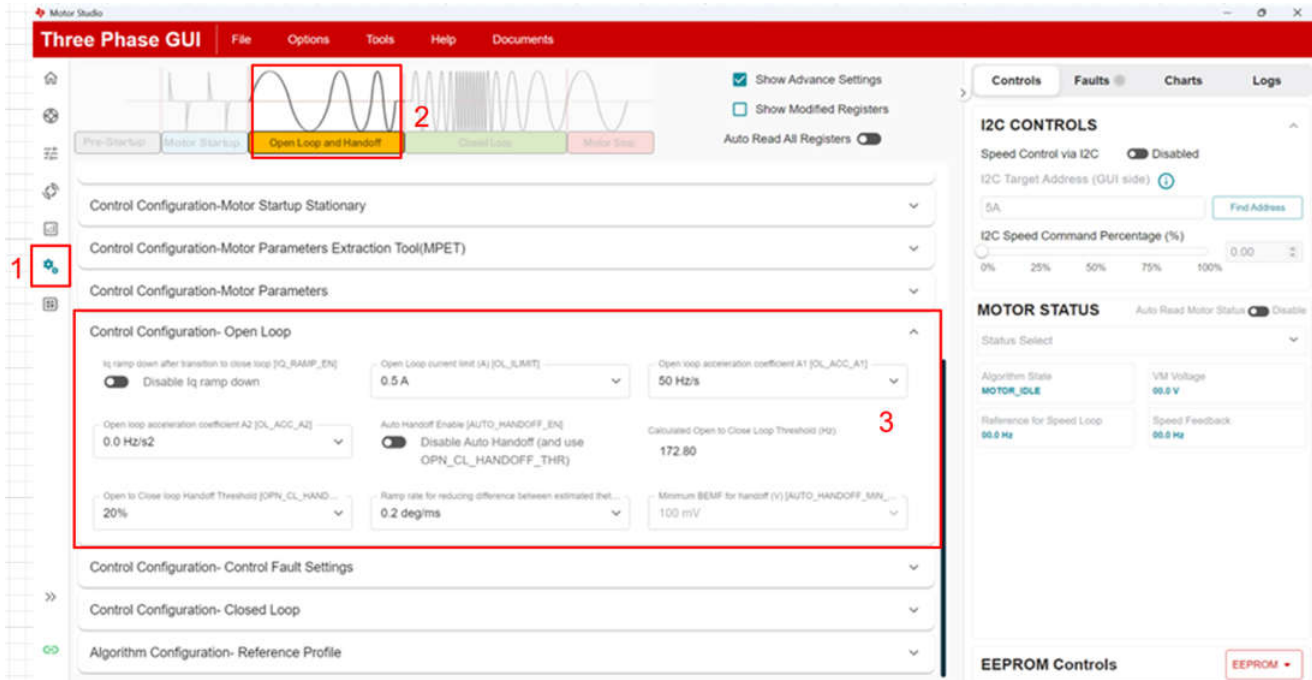 Motor Studio
Three Phase GUI File Options Tools Help Documents
2
Show Advance Settings
Show Modified Registers
Auto Read All Registers
Pre-Startup Motor Startup Open Loop and Handoff Closed Loop Motor Stop
Control Configuration-Motor Startup Stationary
Control Configuration-Motor Parameters Extraction Tool(MPET)
1
Control Configuration-Motor Parameters
Control Configuration- Open Loop
Iq ramp down after transition to close loop [IQ_RAMP_EN]
Disable Iq ramp down
Open Loop current limit (A) [OL_ILIMIT]
0.5 A
Open loop acceleration coefficient A1 [OL_ACC_A1]
50 Hz/s
3
Open loop acceleration coefficient A2 [OL_ACC_A2]
0.0 Hz/s2
Auto Handoff Enable [AUTO_HANDOFF_EN]
Disable Auto Handoff (and use
OPN_CL_HANDOFF_THR)
Calculated Open to Close Loop Threshold (Hz)
172.80
Open to Close loop Handoff Threshold [OPN_CL_HAND...
20%
Ramp rate for reducing difference between estimated thet...
0.2 deg/ms
Minimum BEMF for handoff (V) [AUTO_HANDOFF_MIN_...
100 mV
Control Configuration- Control Fault Settings
Control Configuration- Closed Loop
Algorithm Configuration- Reference Profile
Controls Faults Charts Logs
I2C CONTROLS
Speed Control via I2C Disabled
I2C Target Address (GUI side)
5A Find Address
I2C Speed Command Percentage (%)
0.00
0% 25% 50% 75% 100%
MOTOR STATUS Auto Read Motor Status Disable
Status Select
Algorithm State
MOTOR_IDLE
VM Voltage
00.0 V
Reference for Speed Loop
00.0 Hz
Speed Feedback
00.0 Hz
EEPROM Controls EEPROM